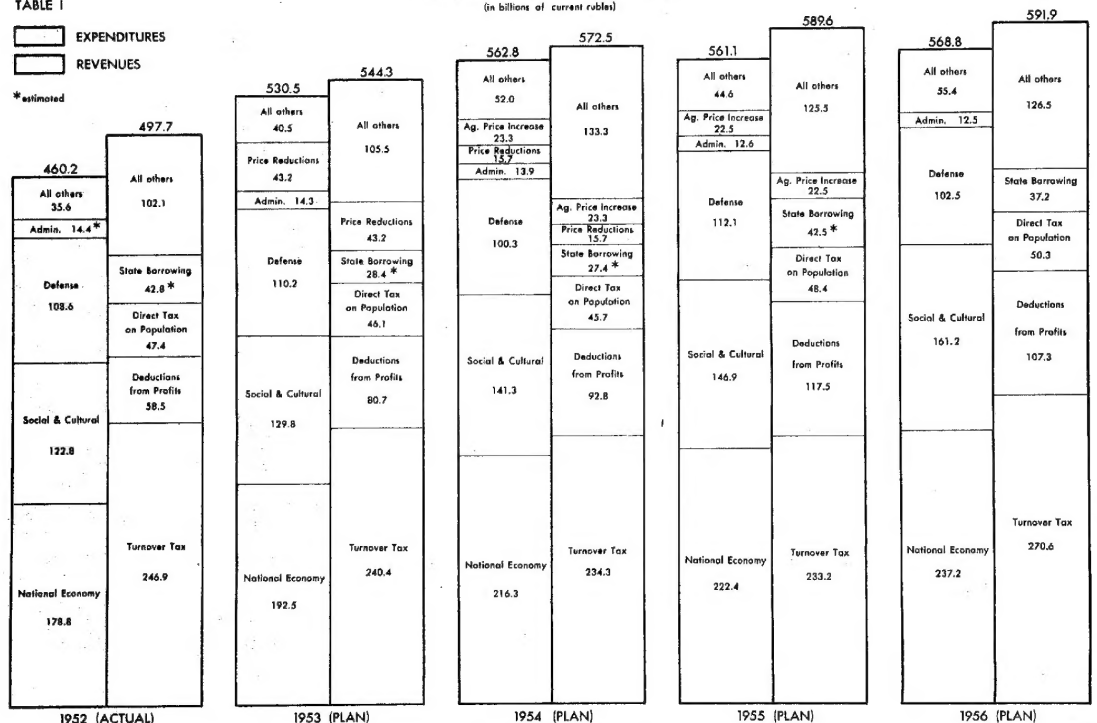 TABLE I
(in billions of current rubles)
EXPENDITURES
REVENUES
*estimated
460.2
All others
35.6
Admin. 14.4*
Defense
108.6
Social & Cultural
122.8
National Economy
178.8
497.7
All others
102.1
State Borrowing
42.8*
Direct Tax
on Population
47.4
Deductions
from Profits
58.5
Turnover Tax
246.9
1952 (ACTUAL)
530.5
All others
40.5
Price Reductions
43.2
Admin. 14.3
Defense
110.2
Social & Cultural
129.8
National Economy
192.5
544.3
All others
105.5
Price Reductions
43.2
State Borrowing
28.4 *
Direct Tax
on Population
46.1
Deductions
from Profits
80.7
Turnover Tax
240.4
1953 (PLAN)
562.8
All others
52.0
Ag. Price Increase
23.3
Price Reductions
15.7
Admin. 13.9
Defense
100.3
Social & Cultural
141.3
National Economy
216.3
572.5
All others
133.3
Ag. Price Increase
23.3
Price Reductions
15.7
State Borrowing
27.4 *
Direct Tax
on Population
45.7
Deductions
from Profits
92.8
Turnover Tax
234.3
1954 (PLAN)
561.1
All others
44.6
Ag. Price Increase
22.5
Admin. 12.6
Defense
112.1
Social & Cultural
146.9
National Economy
222.4
589.6
All others
125.5
Ag. Price Increase
22.5
State Borrowing
42.5 *
Direct Tax
on Population
48.4
Deductions
from Profits
117.5
Turnover Tax
233.2
1955 (PLAN)
568.8
All others
55.4
Admin. 12.5
Defense
102.5
Social & Cultural
161.2
National Economy
237.2
591.9
All others
126.5
State Borrowing
37.2
Direct Tax
on Population
50.3
Deductions
from Profits
107.3
Turnover Tax
270.6
1956 (PLAN)